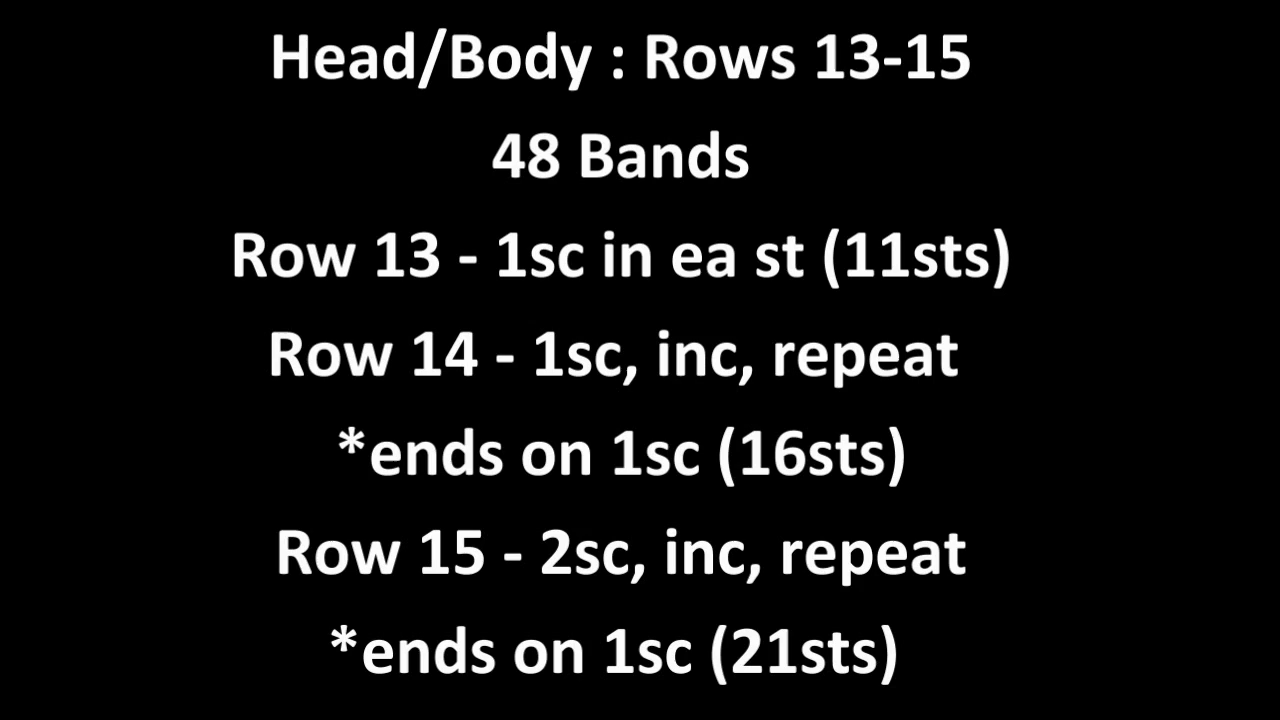 Head/Body : Rows 13-15
48 Bands
Row 13 - 1sc in ea st (11sts)
Row 14 - 1sc, inc, repeat
*ends on 1sc (16sts)
Row 15 - 2sc, inc, repeat
*ends on 1sc (21sts)